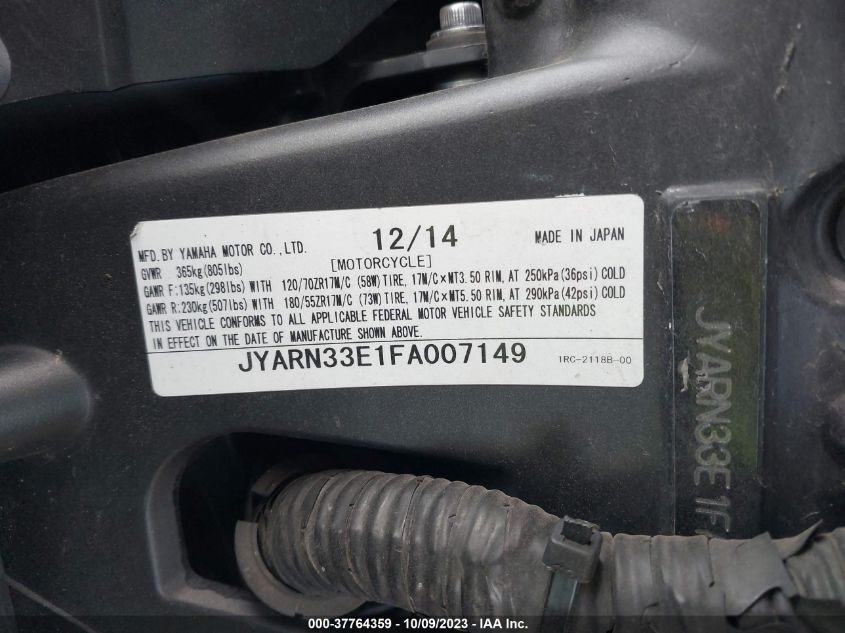 MFD.BY YAMAHA MOTOR CO.,LTD. 12/14 MADE IN JAPAN
GVWR 365kg(805lbs) [MOTORCYCLE]
GAWR F:135kg(298lbs)WITH 120/70ZR17M/C (58W)TIRE, 17M/C×MT3.50 RIM, AT 250kPa(36psi) COLD
GAWR R:230kg(507lbs)WITH 180/55ZR17M/C (73W)TIRE, 17M/C×MT5.50 RIM, AT 290kPa(42psi) COLD
THIS VEHICLE CONFORMS TO ALL APPLICABLE FEDERAL MOTOR VEHICLE SAFETY STANDARDS
IN EFFECT ON THE DATE OF MANUFACTURE SHOWN ABOVE.
JYARN33E1FA007149 1RC-2118B-00
JYARN33E1F
000-37764359 - 10/09/2023 - IAAI.com